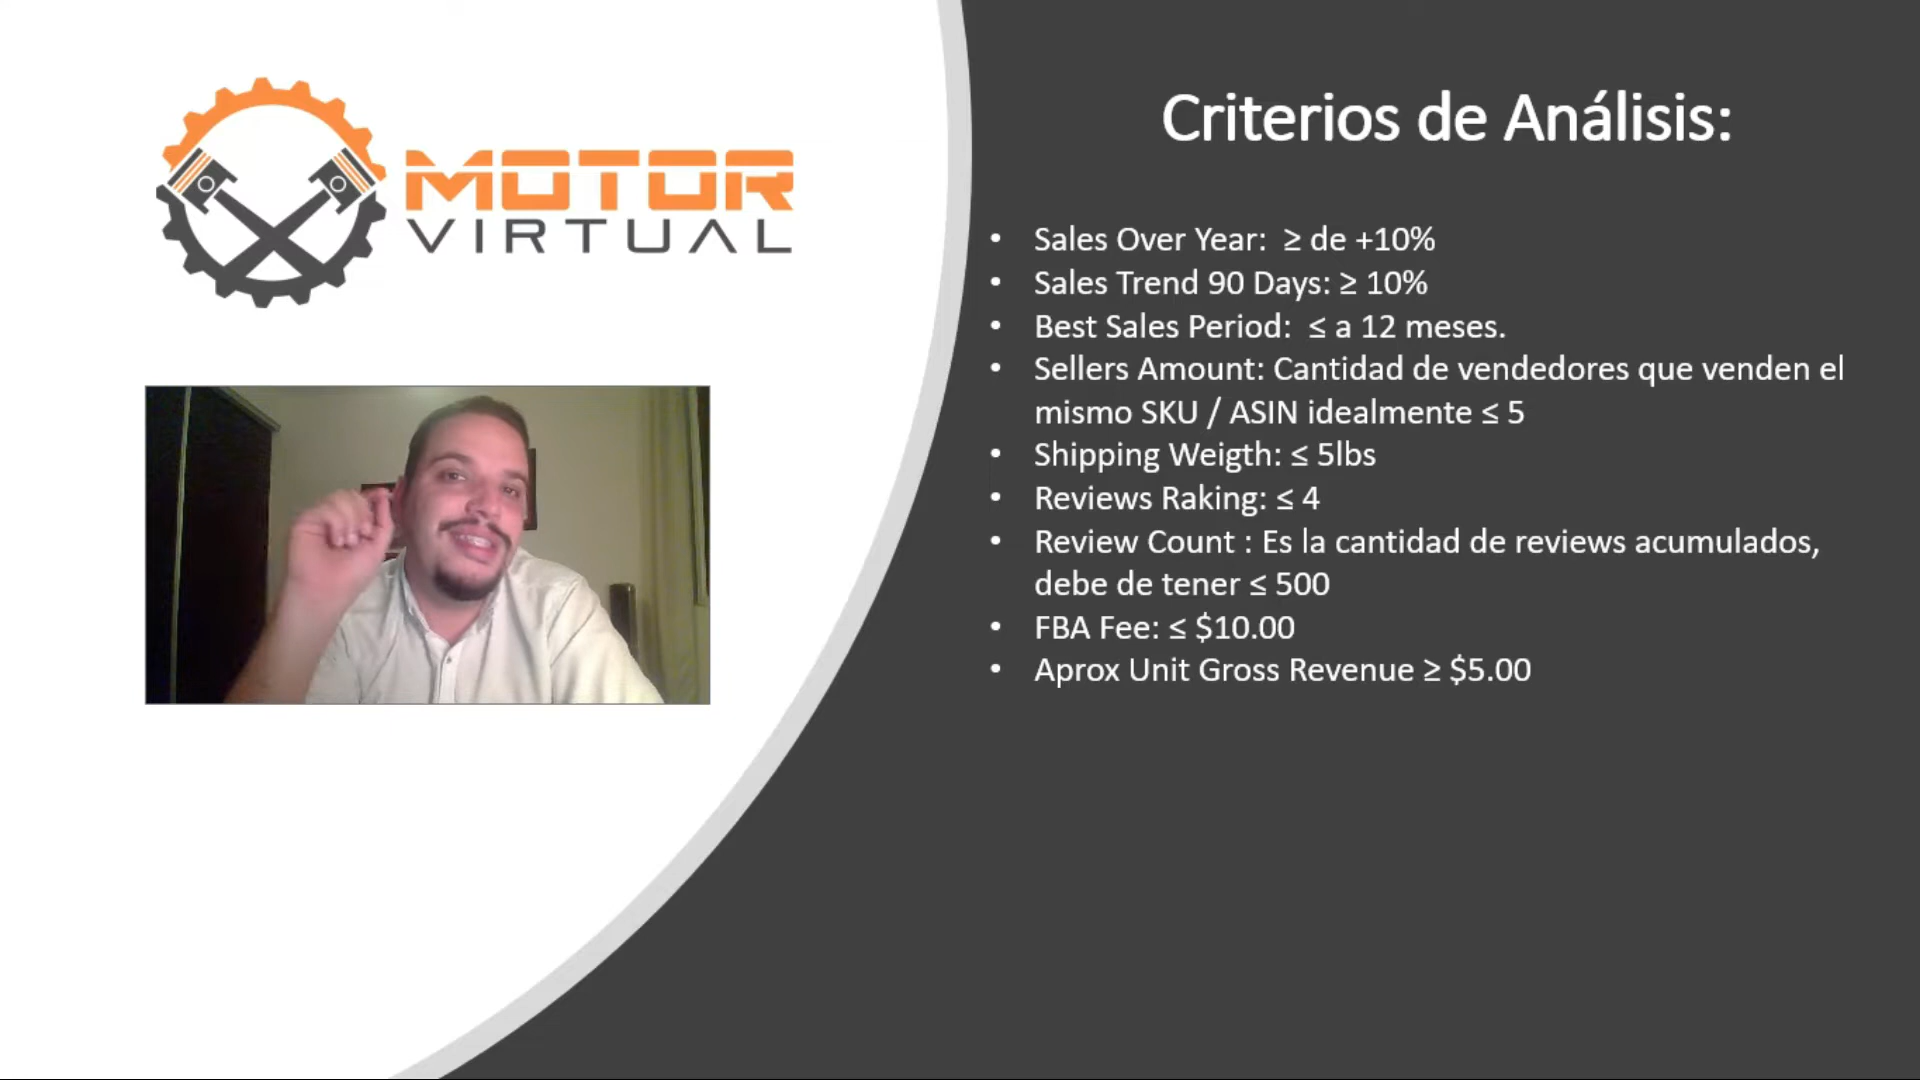 MOTOR
VIRTUAL
Criterios de Análisis:
• Sales Over Year:  ≥ de +10%
• Sales Trend 90 Days: ≥ 10%
• Best Sales Period:  ≤ a 12 meses.
• Sellers Amount: Cantidad de vendedores que venden el
mismo SKU / ASIN idealmente ≤ 5
• Shipping Weigth: ≤ 5lbs
• Reviews Raking: ≤ 4
• Review Count : Es la cantidad de reviews acumulados,
debe de tener ≤ 500
• FBA Fee: ≤ $10.00
• Aprox Unit Gross Revenue ≥ $5.00